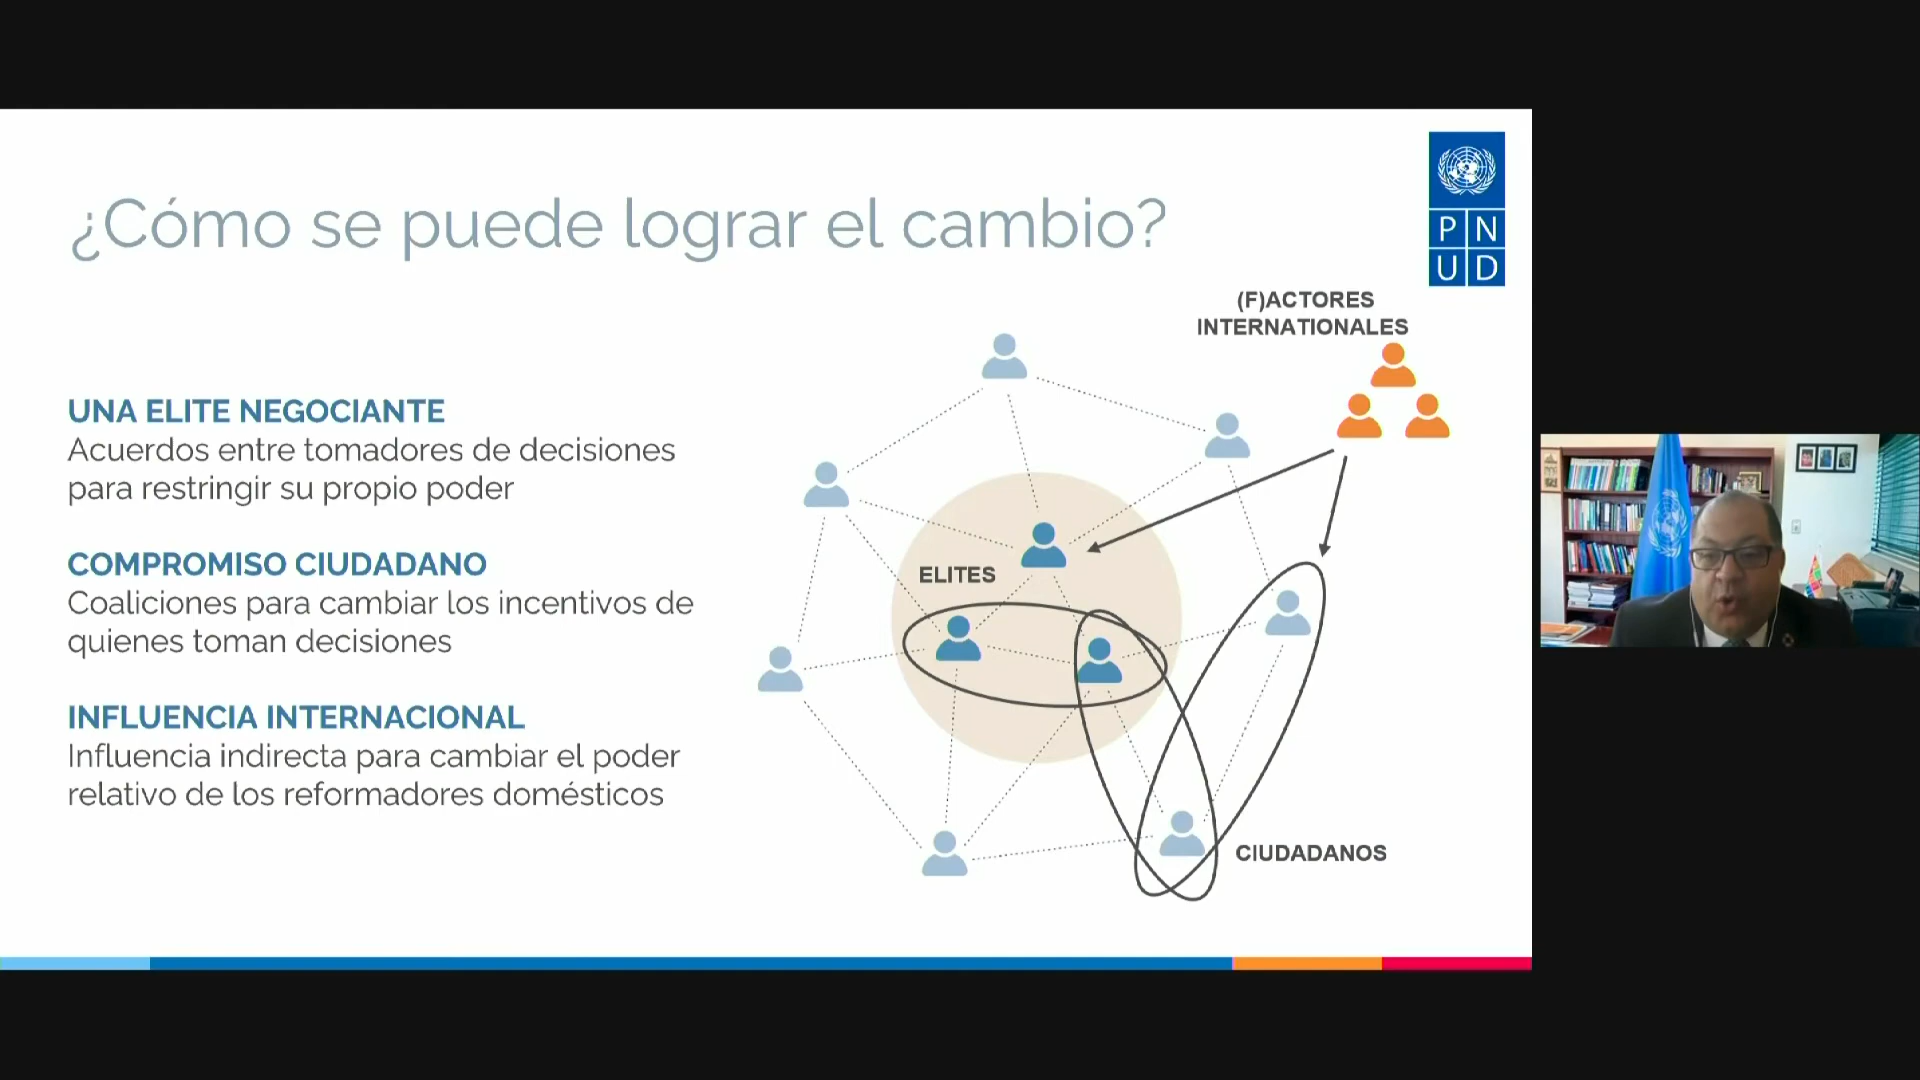 ¿Cómo se puede lograr el cambio?
P N
U D
(F)ACTORES
INTERNATIONALES
UNA ELITE NEGOCIANTE
Acuerdos entre tomadores de decisiones
para restringir su propio poder
COMPROMISO CIUDADANO
Coaliciones para cambiar los incentivos de
quienes toman decisiones
INFLUENCIA INTERNACIONAL
Influencia indirecta para cambiar el poder
relativo de los reformadores domésticos
ELITES
CIUDADANOS